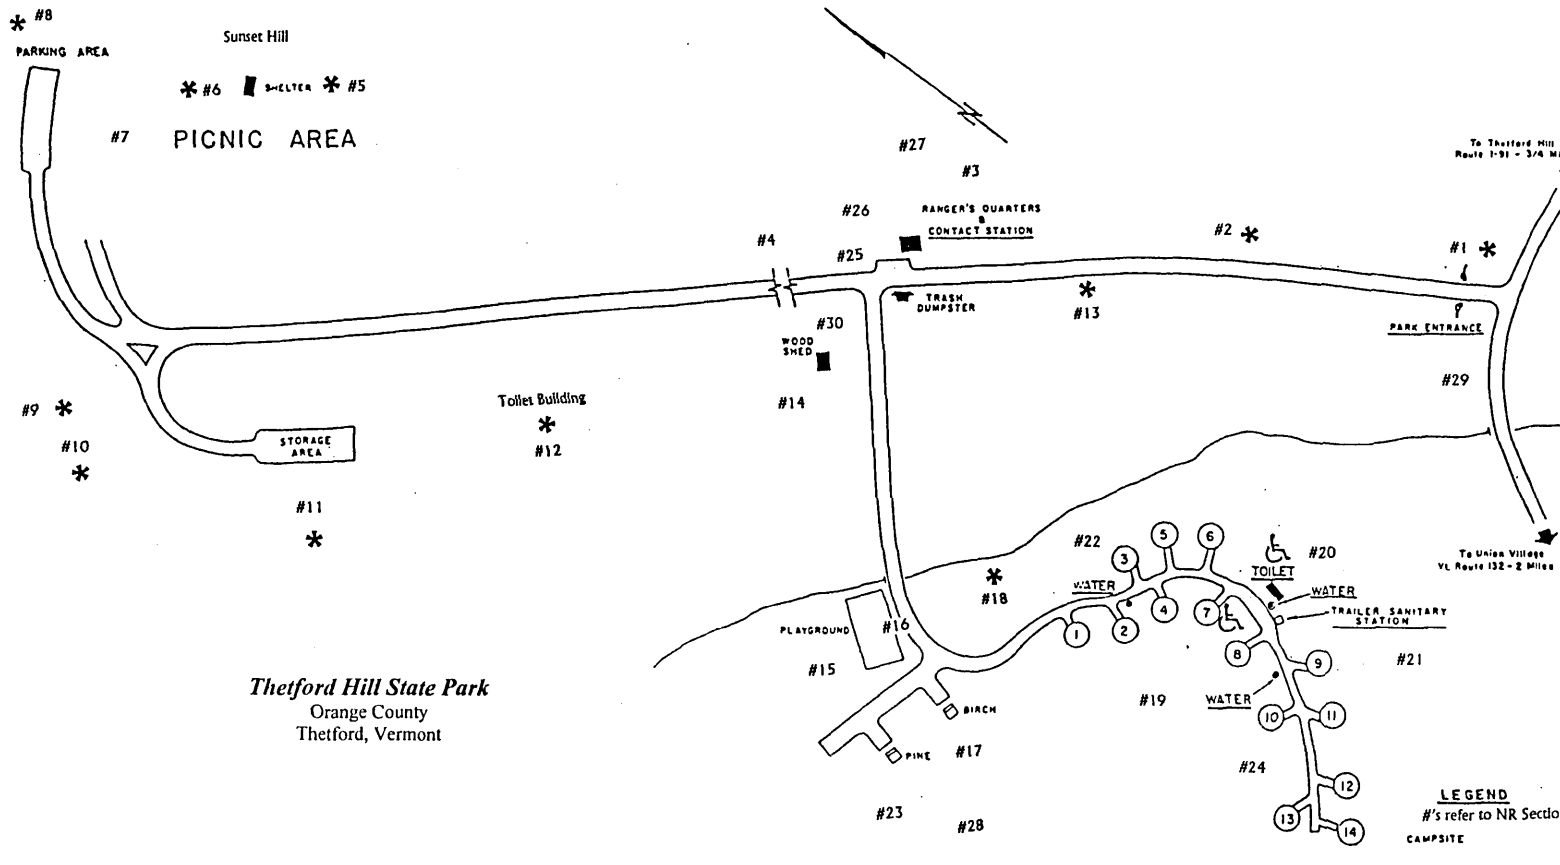 #8
Sunset Hill
PARKING AREA
#6
SHELTER
#5
#7
PICNIC AREA
#27
#3
To Thetford Hill
Route I-91 - 3/4
#26
RANGER'S QUARTERS
&
CONTACT STATION
#4
#25
#2
#1
TRASH
DUMPSTER
#13
#30
PARK ENTRANCE
WOOD
SHED
#29
#14
#9
Toilet Building
#10
STORAGE
AREA
#12
#11
#22
5
6
#20
3
TOILET
To Union Village
Vt. Route 132 - 2 Miles
WATER
WATER
#18
4
7
TRAILER SANITARY
STATION
PLAYGROUND
#16
1
2
8
9
#21
#15
Thetford Hill State Park
Orange County
Thetford, Vermont
#19
WATER
BIRCH
10
11
PINE
#17
#24
12
LEGEND
#'s refer to NR
#23
#28
13
14
CAMPSITE